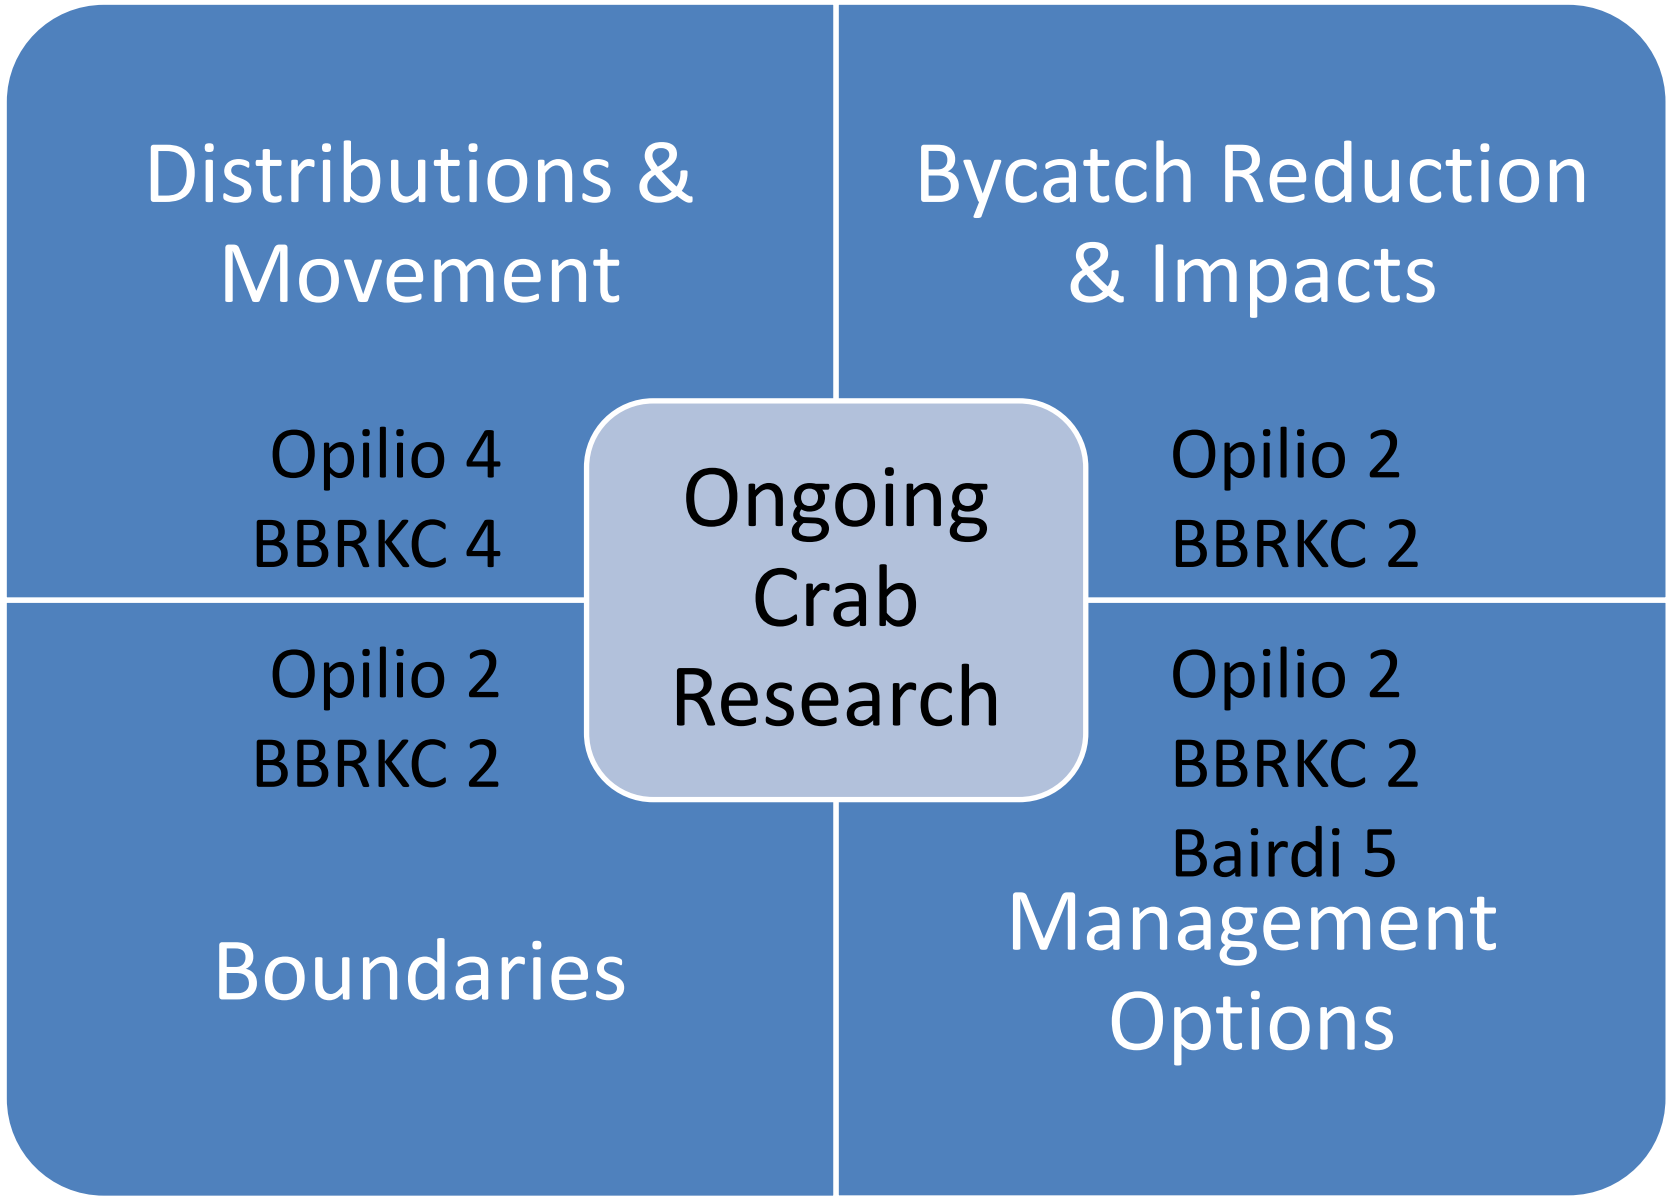 Distributions &
Movement
Opilio 4
BBRKC 4
Bycatch Reduction
& Impacts
Opilio 2
BBRKC 2
Ongoing
Crab
Research
Opilio 2
BBRKC 2
Boundaries
Opilio 2
BBRKC 2
Bairdi 5
Management
Options